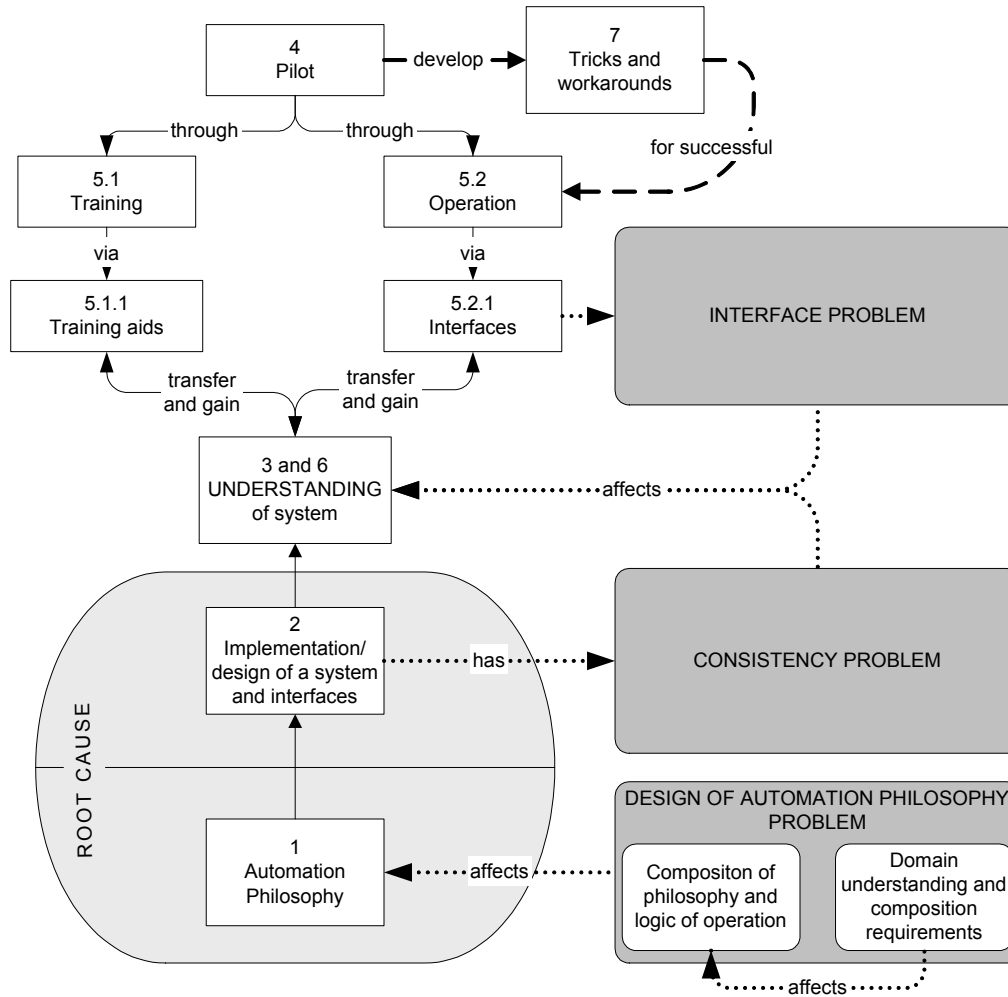 4
Pilot
develop
7
Tricks and
workarounds
through
through
for successful
5.1
Training
5.2
Operation
via
via
5.1.1
Training aids
5.2.1
Interfaces
INTERFACE PROBLEM
transfer
and gain
transfer
and gain
3 and 6
UNDERSTANDING
of system
affects
2
Implementation/
design of a system
and interfaces
has
CONSISTENCY PROBLEM
ROOT CAUSE
1
Automation
Philosophy
affects
DESIGN OF AUTOMATION PHILOSOPHY
PROBLEM
Compositon of
philosophy and
logic of operation
Domain
understanding and
composition
requirements
affects